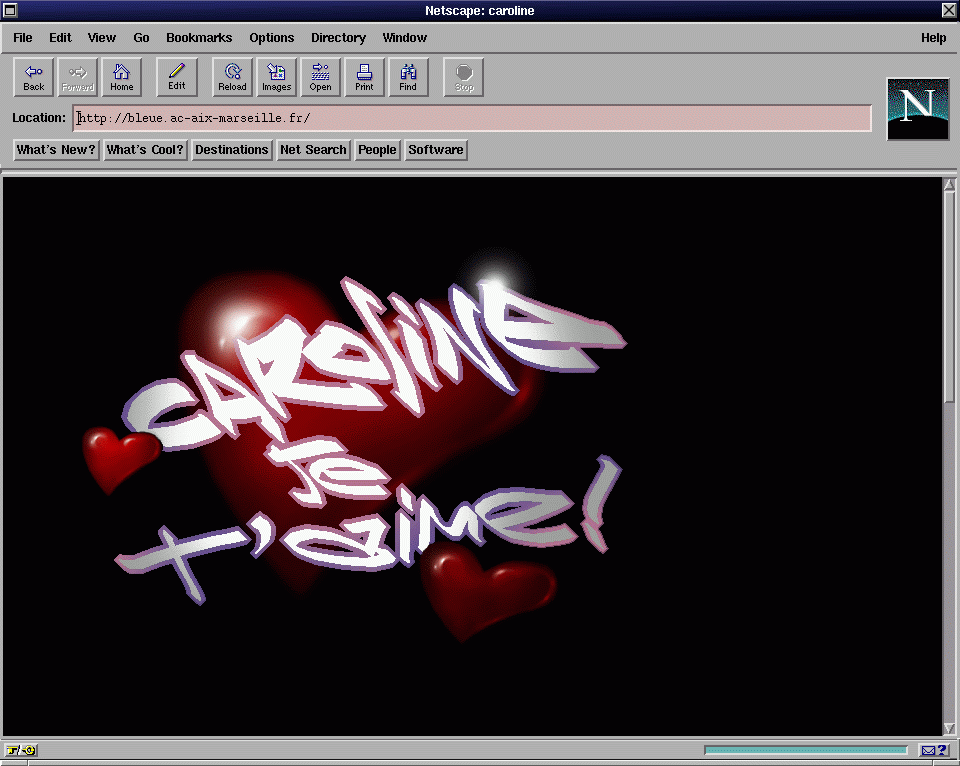 Netscape: caroline
File Edit View Go Bookmarks Options Directory Window Help
Back Forward Home Edit Reload Images Open Print Find Stop
Location: http://bleue.ac-aix-marseille.fr/
N
What's New? What's Cool? Destinations Net Search People Software
CAROliNe
Je
T'aiMe!
?